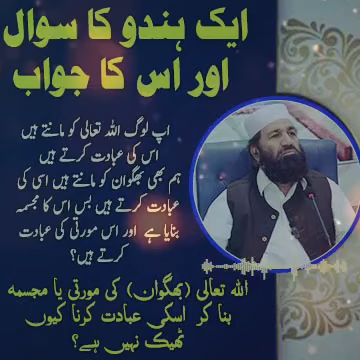 ایک ہندو کا سوال
اور اس کا جواب
اپ لوگ اللہ تعالی کو مانتے ہیں
اس کی عبادت کرتے ہیں
ہم بھی بھگوان کو مانتے ہیں اسی کی
عبادت کرتے ہیں بس اس کا مجسمہ
بنایا ہے اور اس مورتی کی عبادت
کرتے ہیں؟
اللہ تعالی (بھگوان) کی مورتی یا مجسمہ
بنا کر اسکی عبادت کرنا کیوں
ٹھیک نہیں ہے؟